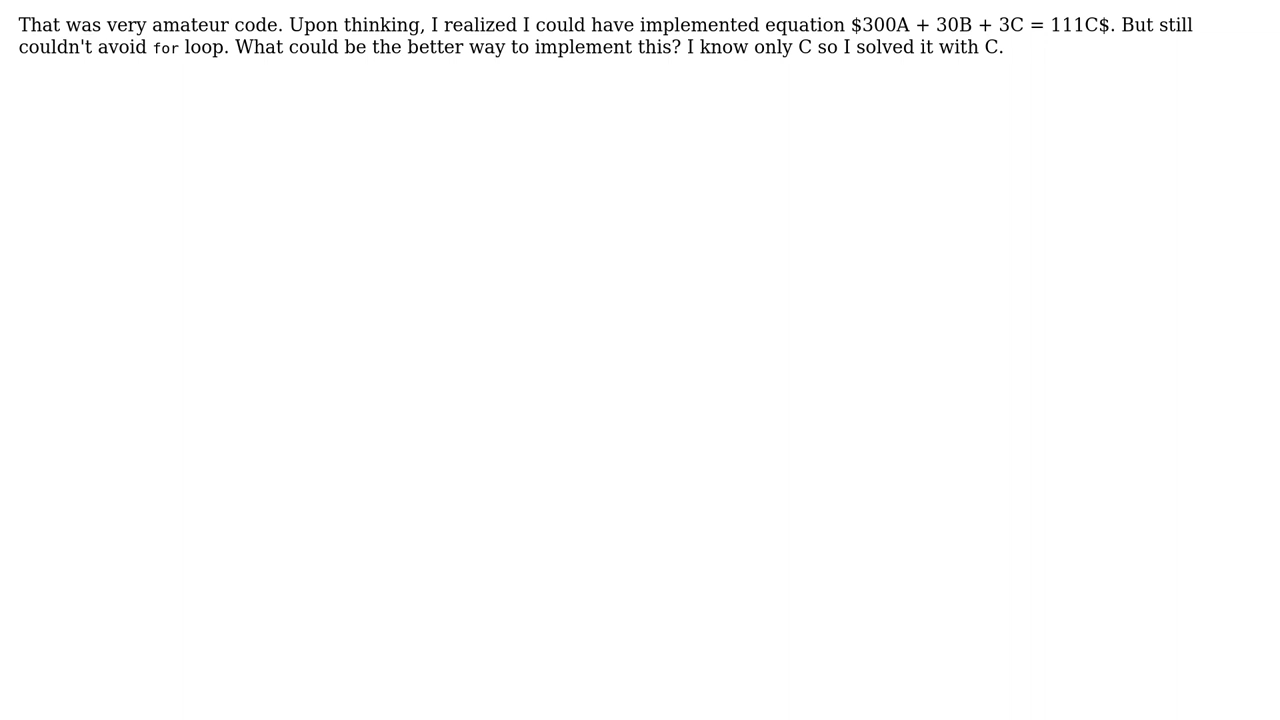 That was very amateur code. Upon thinking, I realized I could have implemented equation $300A + 30B + 3C = 111C$. But still
couldn't avoid for loop. What could be the better way to implement this? I know only C so I solved it with C.